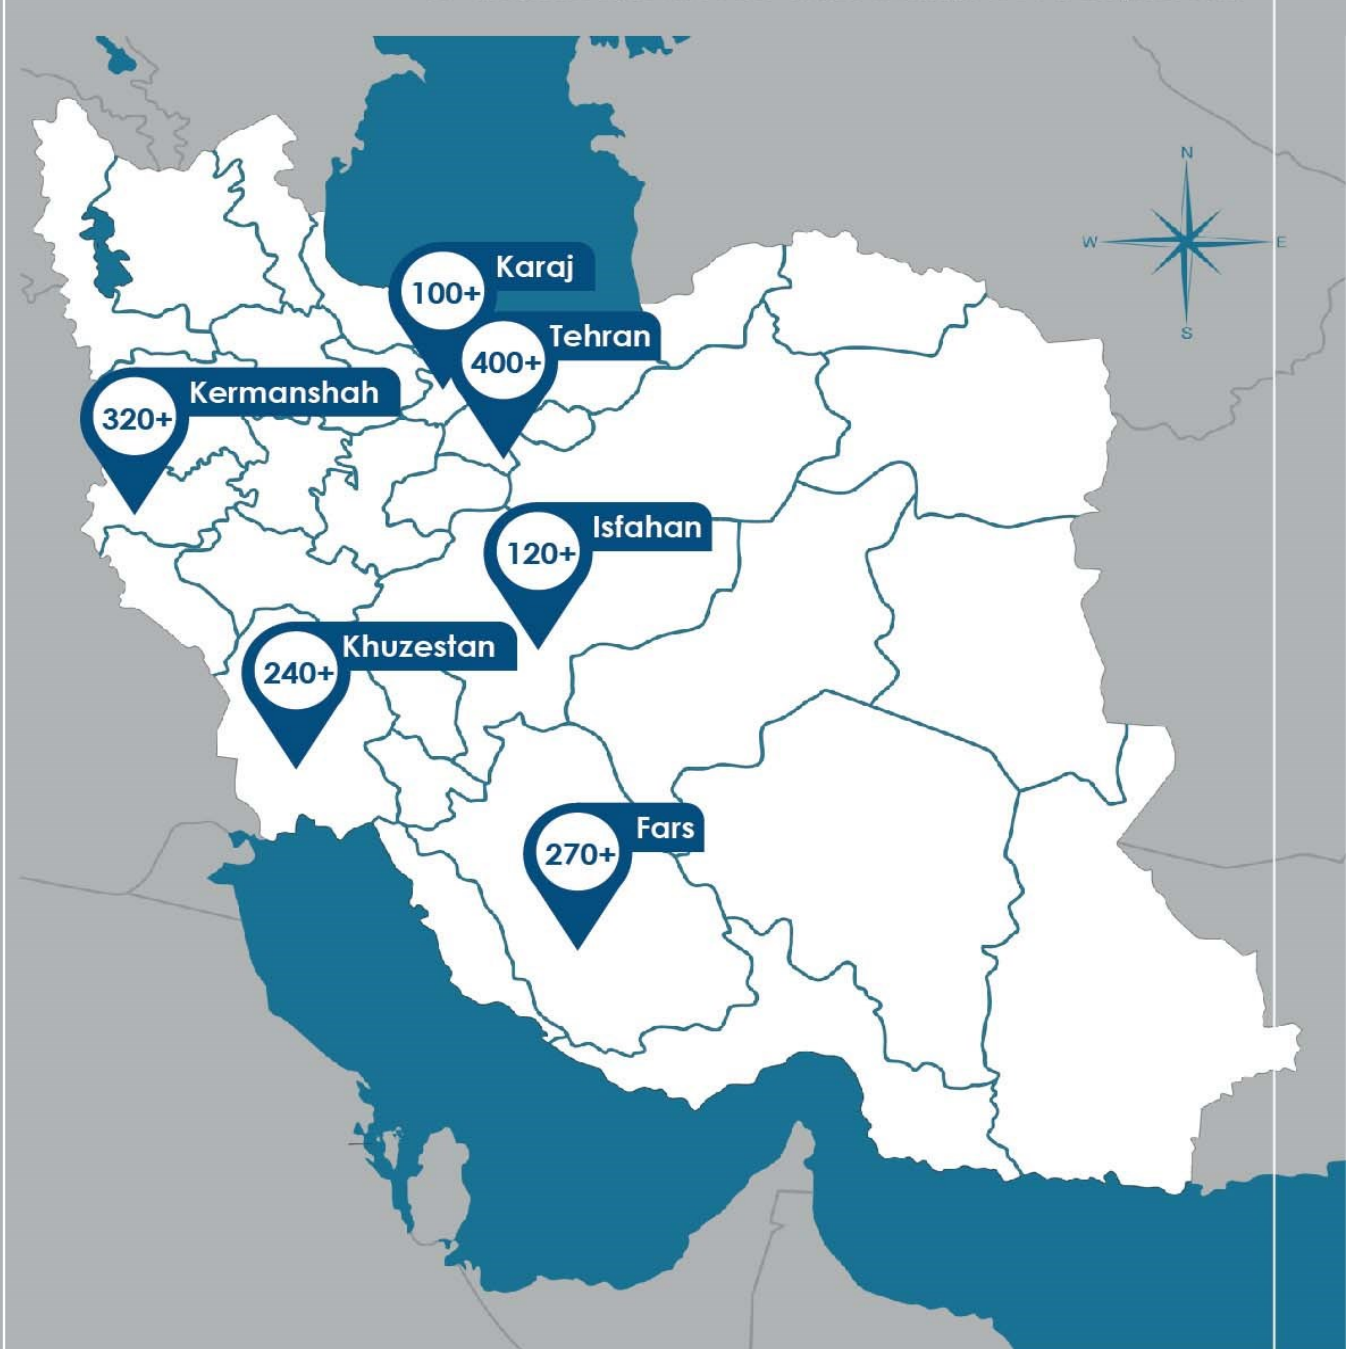 N
W E
S
Karaj
100+
Tehran
400+
Kermanshah
320+
Isfahan
120+
Khuzestan
240+
Fars
270+